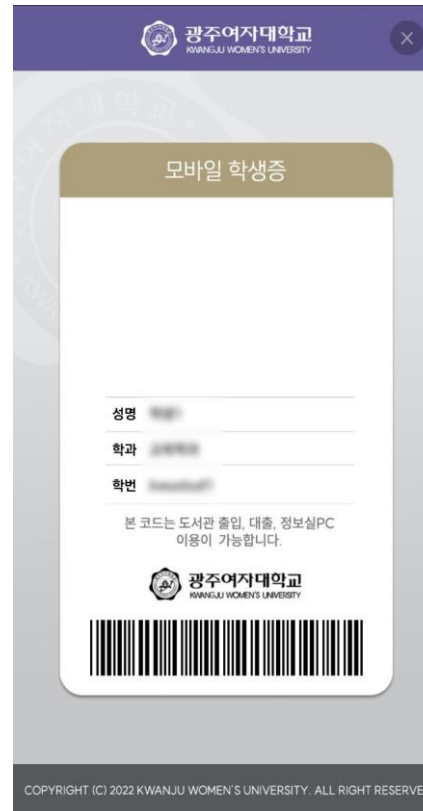 광주여자대학교
KWANGJU WOMEN'S UNIVERSITY
모바일 학생증
성명
학과
학번
본 코드는 도서관 출입, 대출, 정보실PC
이용이 가능합니다.
광주여자대학교
KWANGJU WOMEN'S UNIVERSITY
COPYRIGHT (C) 2022 KWANJU WOMEN'S UNIVERSITY. ALL RIGHT RESERVE